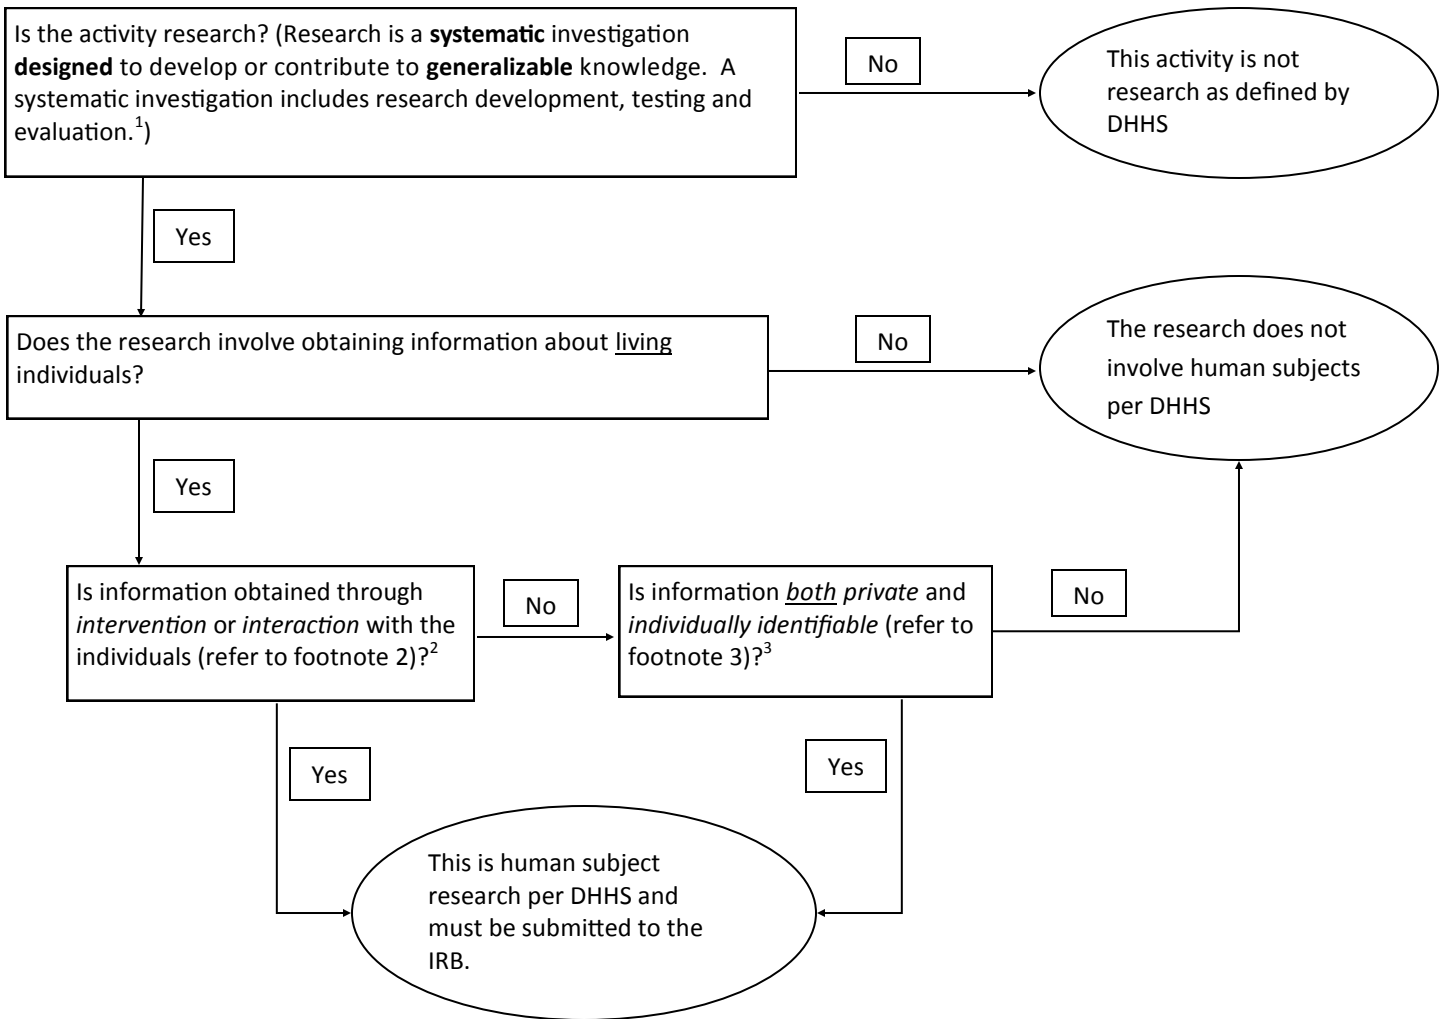 Is the activity research? (Research is a systematic investigation
designed to develop or contribute to generalizable knowledge.  A
systematic investigation includes research development, testing and
evaluation.1)
No
This activity is not
research as defined by
DHHS
Yes
Does the research involve obtaining information about living
individuals?
No
The research does not
involve human subjects
per DHHS
Yes
Is information obtained through
intervention or interaction with the
individuals (refer to footnote 2)?2
No
Is information both private and
individually identifiable (refer to
footnote 3)?3
No
Yes
Yes
This is human subject
research per DHHS and
must be submitted to the
IRB.